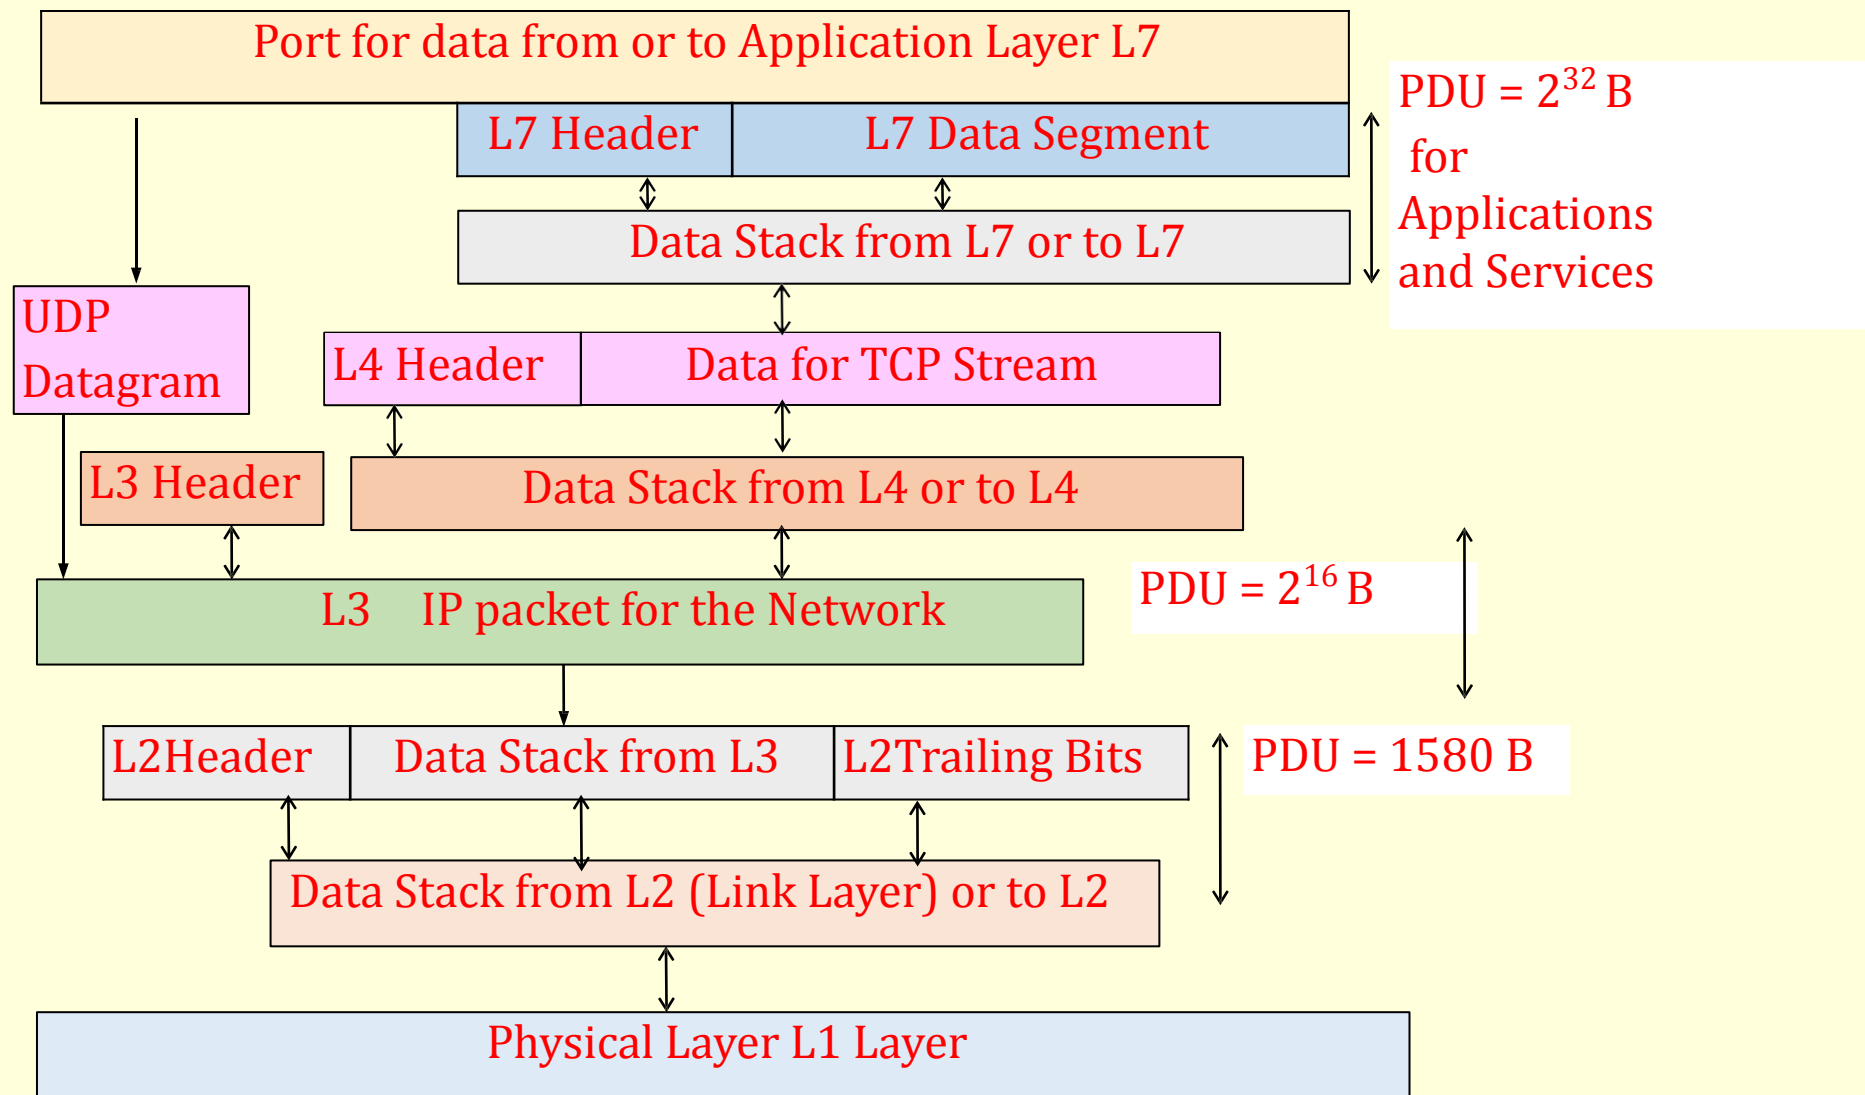 Port for data from or to Application Layer L7
PDU = 2³² B
for
Applications
and Services
L7 Header
L7 Data Segment
Data Stack from L7 or to L7
UDP
Datagram
L4 Header
Data for TCP Stream
L3 Header
Data Stack from L4 or to L4
PDU = 2¹⁶ B
L3 IP packet for the Network
L2Header
Data Stack from L3
L2Trailing Bits
PDU = 1580 B
Data Stack from L2 (Link Layer) or to L2
Physical Layer L1 Layer